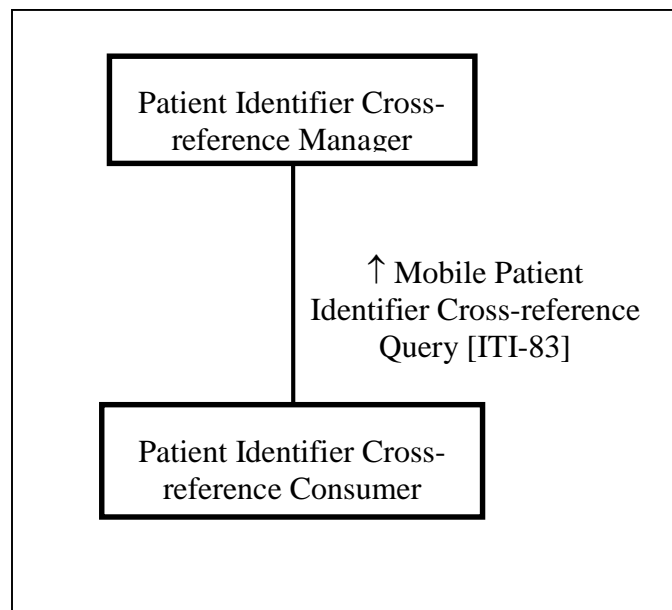 Patient Identifier Cross-
reference Manager
↑ Mobile Patient
Identifier Cross-reference
Query [ITI-83]
Patient Identifier Cross-
reference Consumer